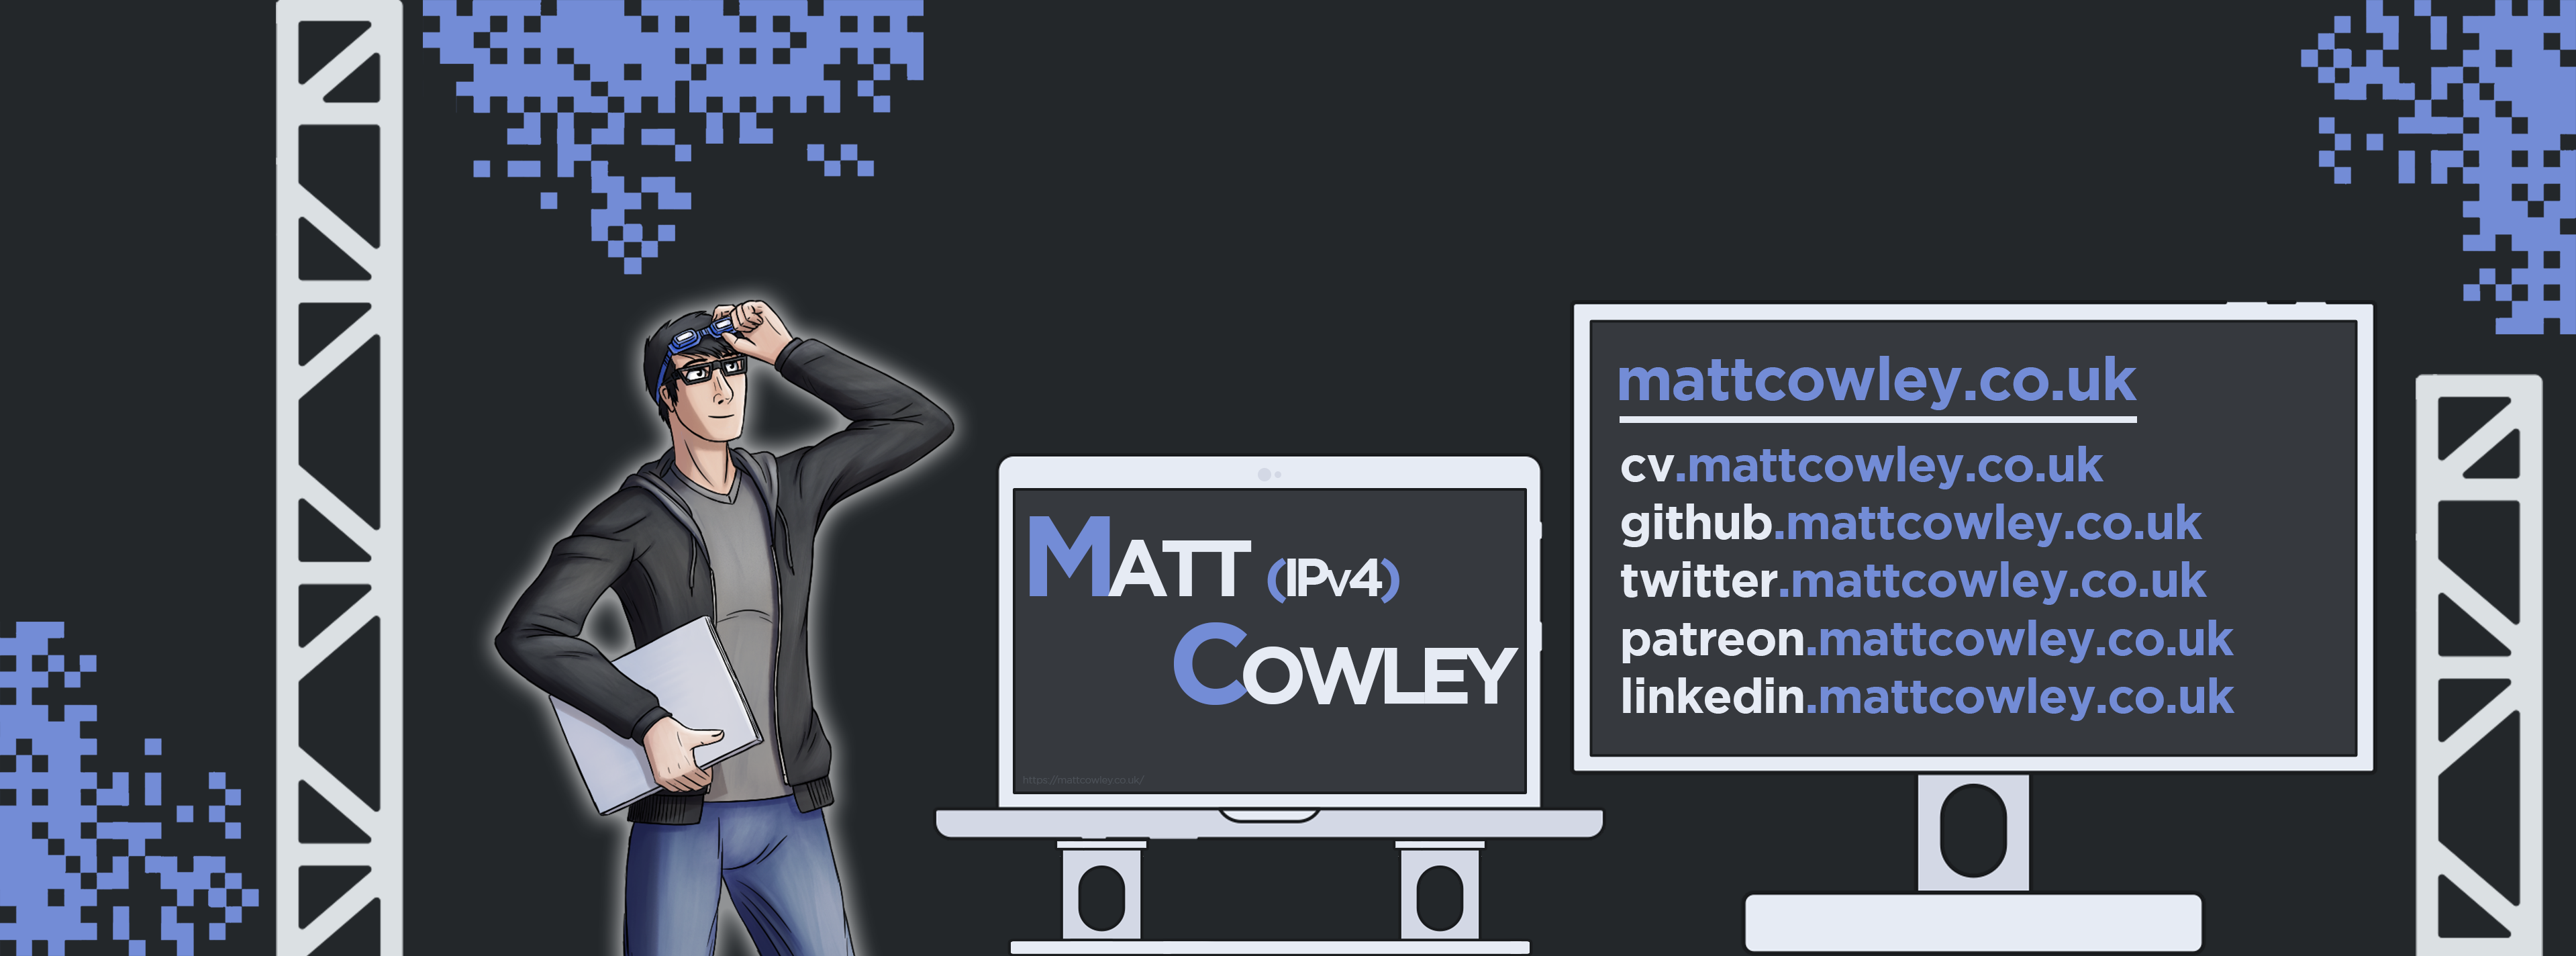 MATT (IPv4)
COWLEY
https://mattcowley.co.uk/
mattcowley.co.uk
cv.mattcowley.co.uk
github.mattcowley.co.uk
twitter.mattcowley.co.uk
patreon.mattcowley.co.uk
linkedin.mattcowley.co.uk